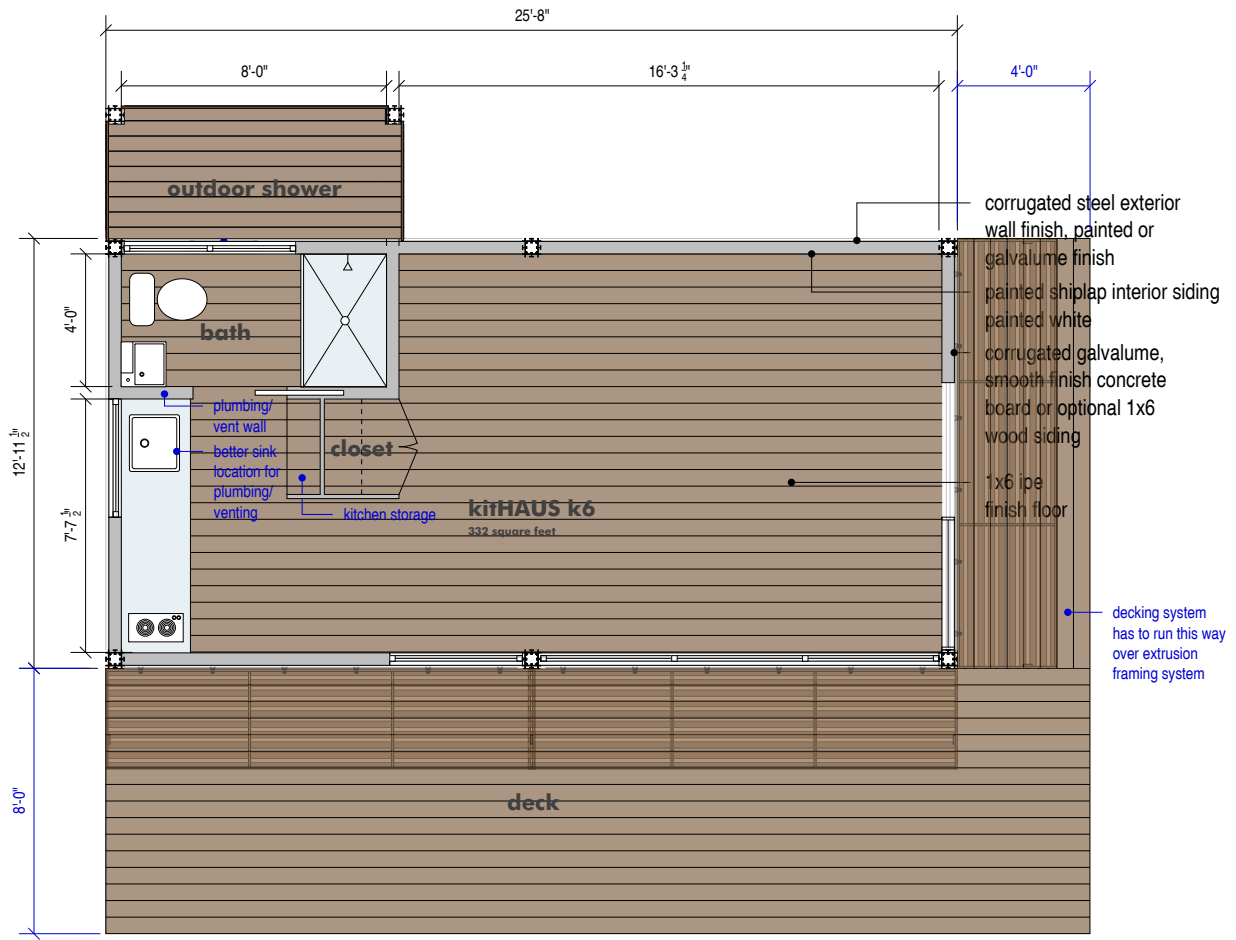 25'-8"
8'-0"
16'-3 1/4"
4'-0"
outdoor shower
corrugated steel exterior
wall finish, painted or
galvalume finish
painted shiplap interior siding
painted white
corrugated galvalume,
smooth finish concrete
board or optional 1x6
wood siding
1x6 ipe
finish floor
4'-0"
12'-11 1/2"
7'-7 1/2"
bath
plumbing/
vent wall
better sink
location for
plumbing/
venting
closet
kitchen storage
kitHAUS k6
332 square feet
decking system
has to run this way
over extrusion
framing system
8'-0"
deck